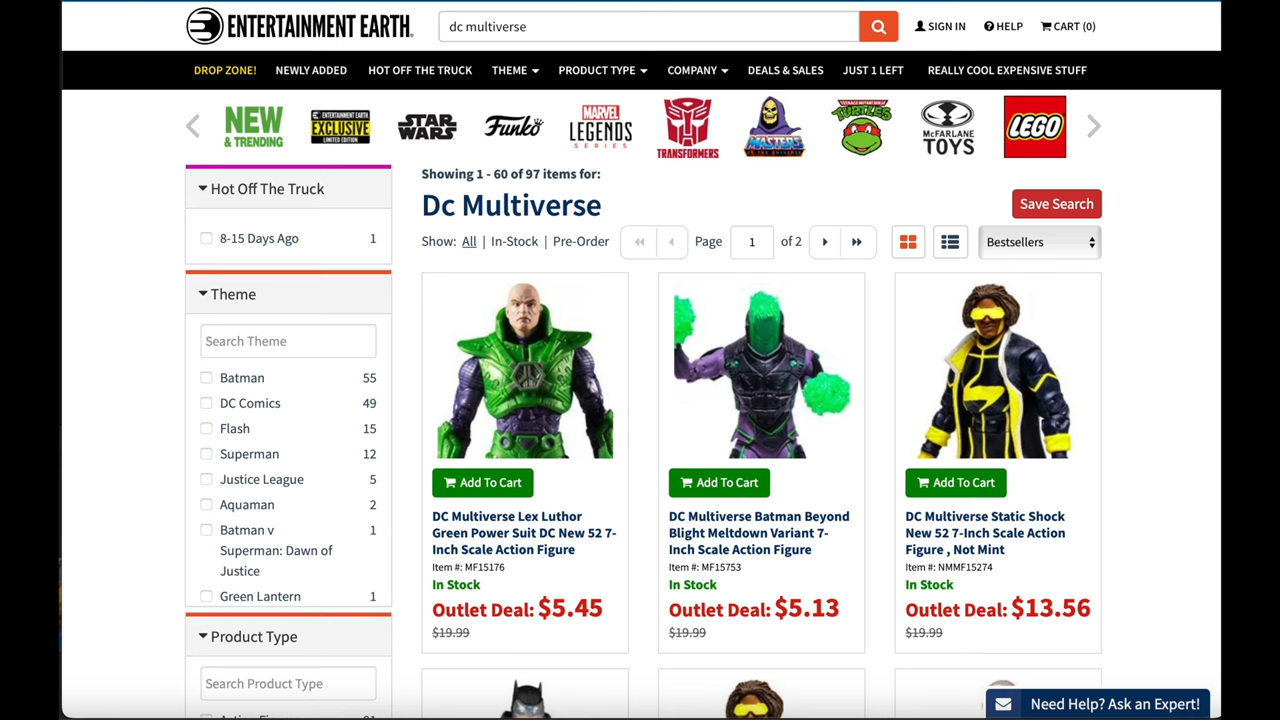 ENTERTAINMENT EARTH
dc multiverse
SIGN IN
HELP
CART (0)
DROP ZONE!
NEWLY ADDED
HOT OFF THE TRUCK
THEME
PRODUCT TYPE
COMPANY
DEALS & SALES
JUST 1 LEFT
REALLY COOL EXPENSIVE STUFF
NEW
& TRENDING
ENTERTAINMENT EARTH
EXCLUSIVE
LIMITED EDITION
STAR
WARS
Funko
MARVEL
LEGENDS
SERIES
TRANSFORMERS
MASTERS
OF THE UNIVERSE
TEENAGE MUTANT NINJA
TURTLES
McFARLANE
TOYS
LEGO
Hot Off The Truck
8-15 Days Ago 1
Theme
Search Theme
Batman 55
DC Comics 49
Flash 15
Superman 12
Justice League 5
Aquaman 2
Batman v 1
Superman: Dawn of
Justice
Green Lantern 1
Product Type
Search Product Type
Showing 1 - 60 of 97 items for:
Dc Multiverse
Save Search
Show: All | In-Stock | Pre-Order
Page 1 of 2
Bestsellers
Add To Cart
DC Multiverse Lex Luthor
Green Power Suit DC New 52 7-
Inch Scale Action Figure
Item #: MF15176
In Stock
Outlet Deal: $5.45
$19.99
Add To Cart
DC Multiverse Batman Beyond
Blight Meltdown Variant 7-
Inch Scale Action Figure
Item #: MF15753
In Stock
Outlet Deal: $5.13
$19.99
Add To Cart
DC Multiverse Static Shock
New 52 7-Inch Scale Action
Figure , Not Mint
Item #: NMMF15274
In Stock
Outlet Deal: $13.56
$19.99
Need Help? Ask an Expert!